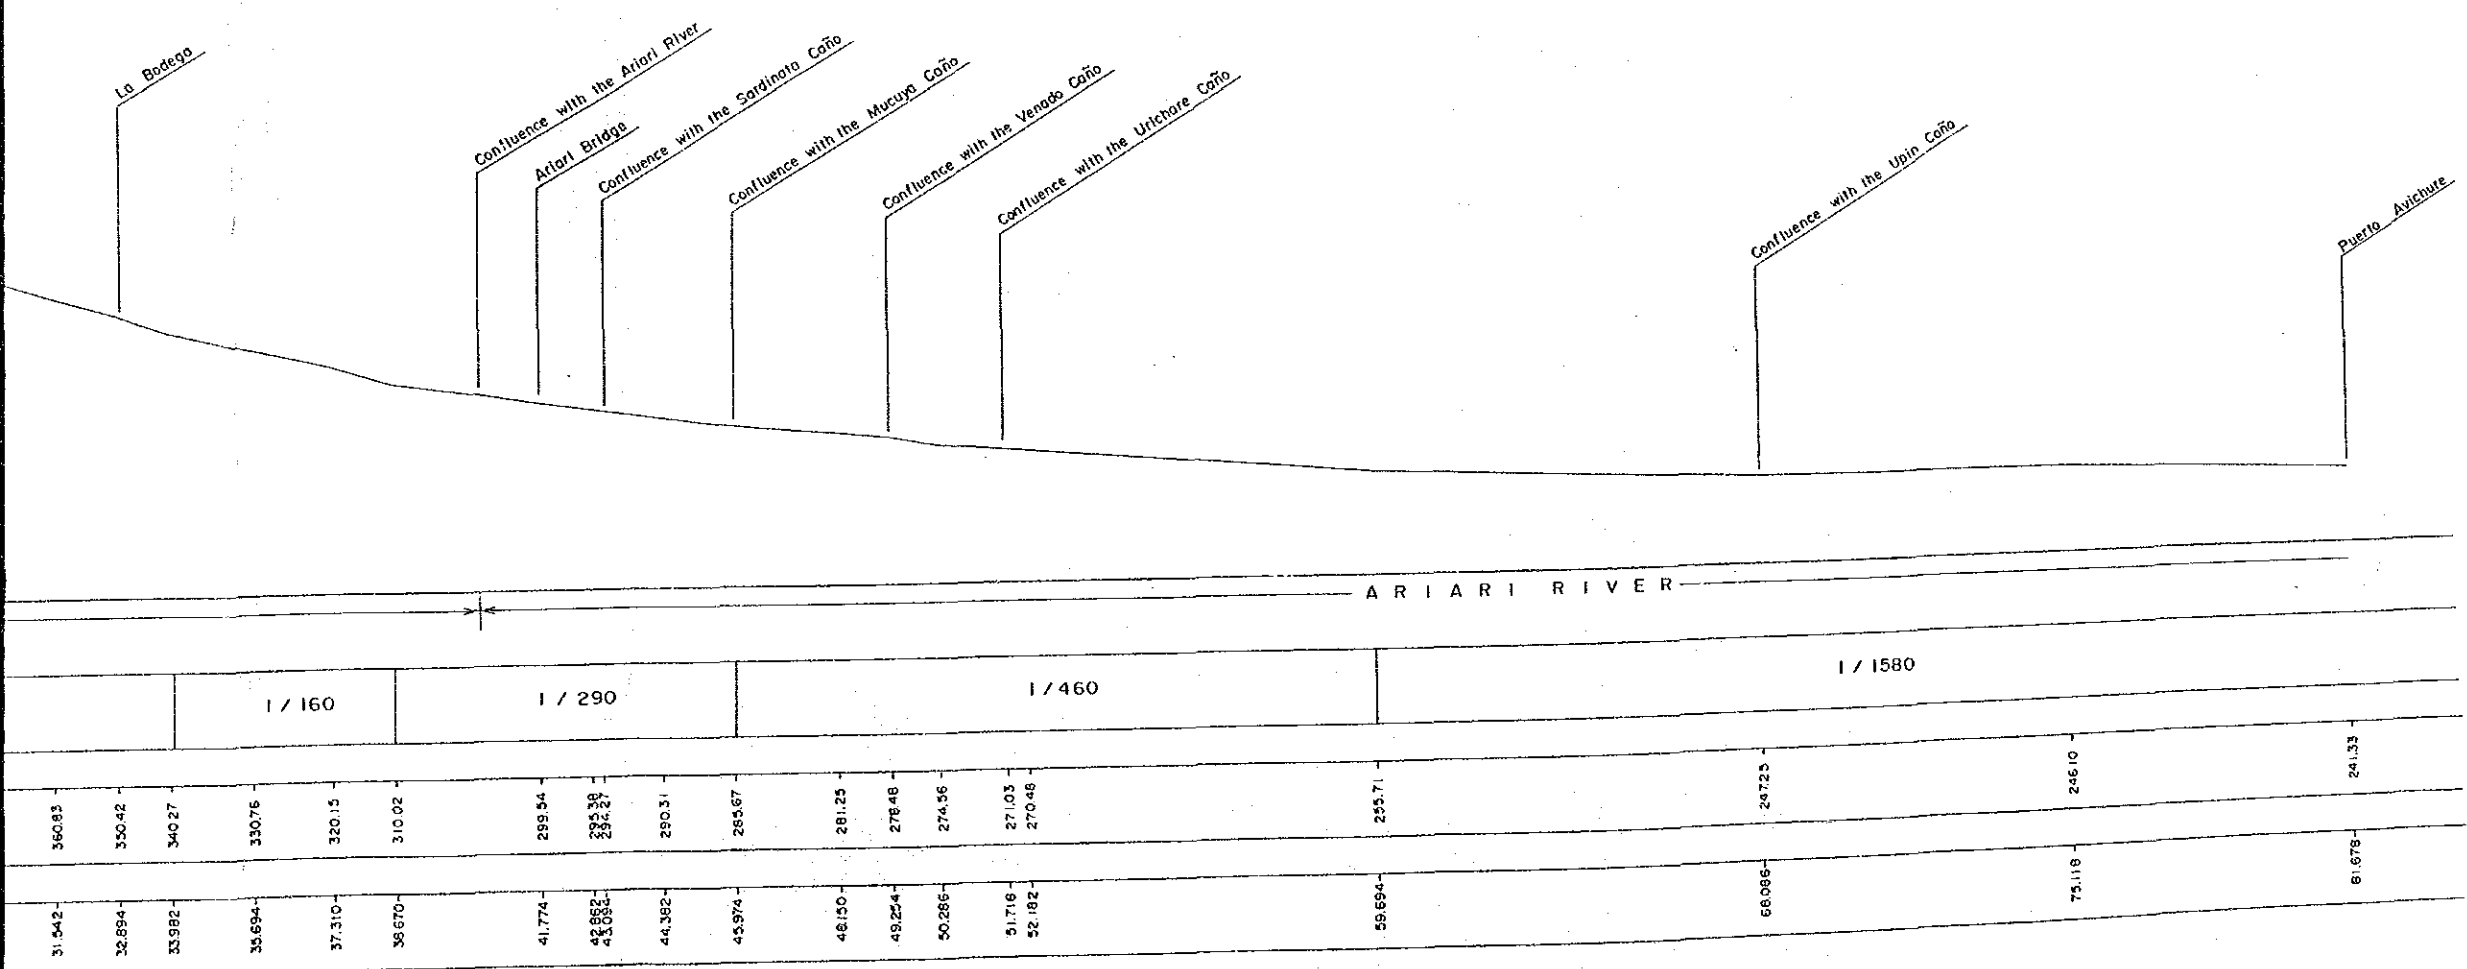 La Bodega
Confluence with the Ariari River
Ariari Bridge
Confluence with the Sardinata Caño
Confluence with the Mucuya Caño
Confluence with the Venado Caño
Confluence with the Urichare Caño
Confluence with the Upin Caño
Puerto Avichure
ARIARI RIVER
1 / 160
1 / 290
1 / 460
1 / 1580
360.83
350.42
340.27
330.76
320.15
310.02
299.54
295.38
294.27
290.31
285.67
281.25
278.48
274.56
271.03
270.48
255.71
247.25
246.10
241.33
31.542
32.894
33.982
35.694
37.310
38.670
41.774
42.862
43.094
44.382
45.974
48.150
49.254
50.286
51.718
52.182
59.694
68.086
75.118
81.678